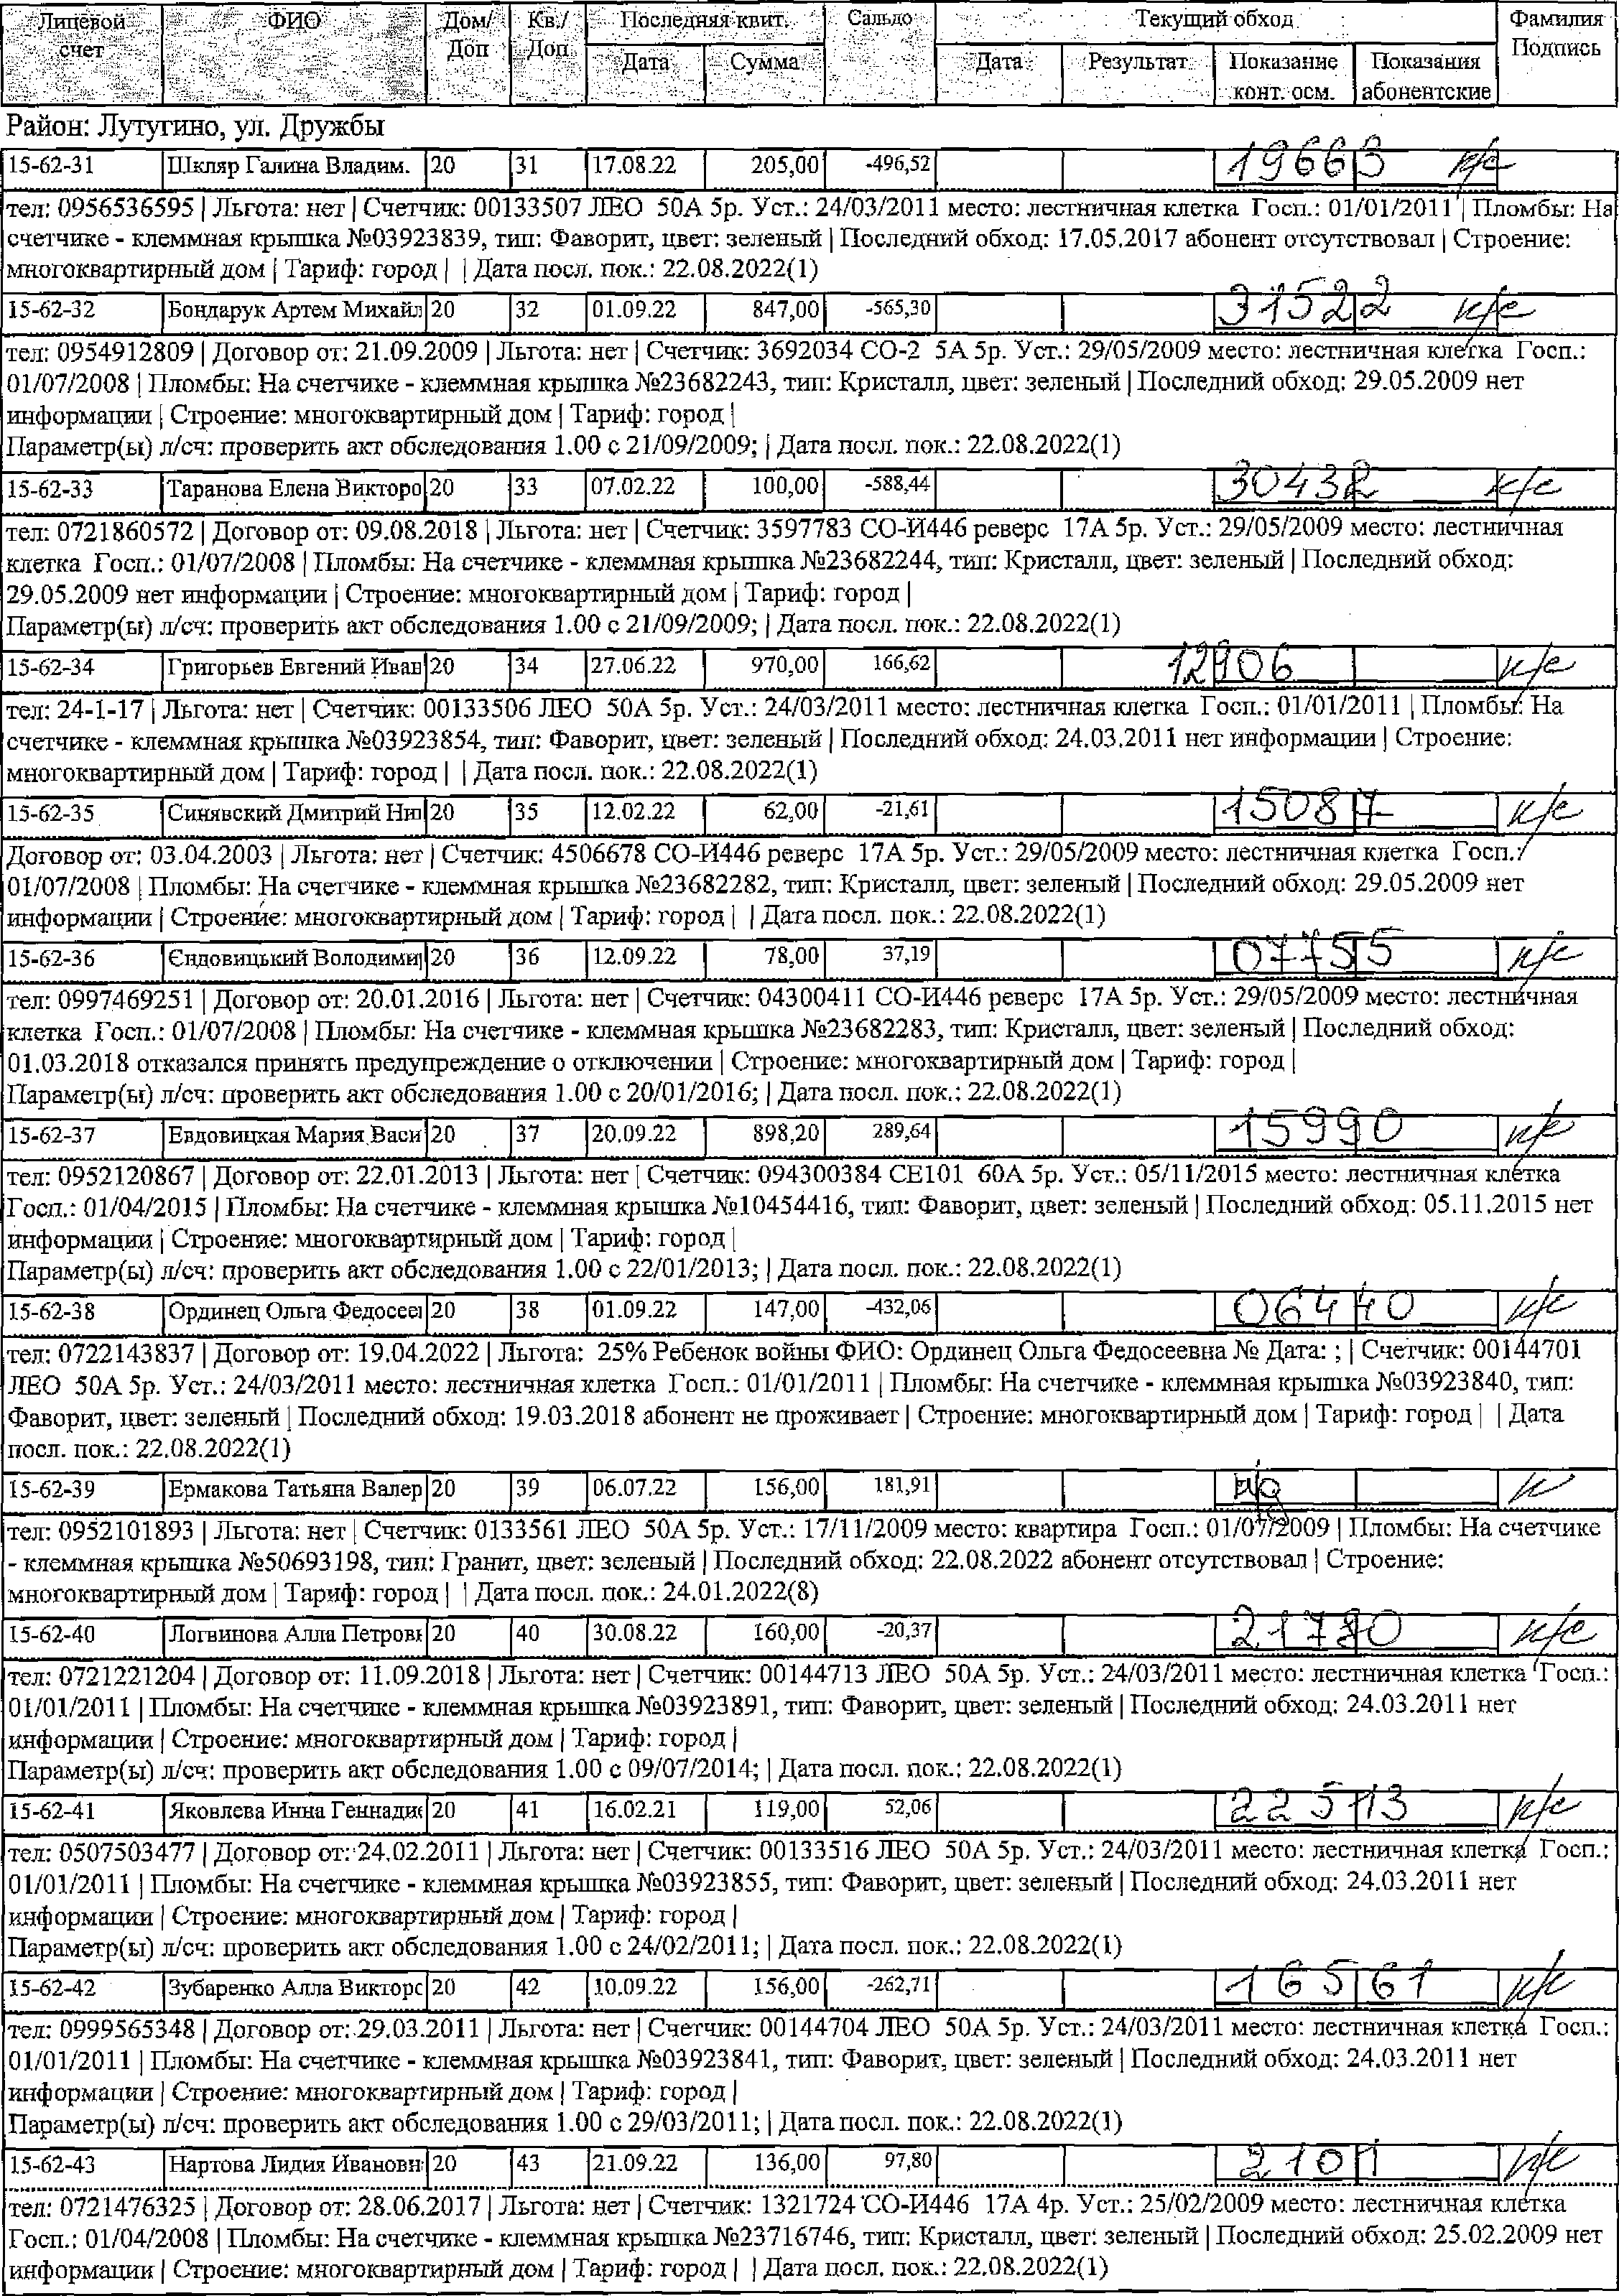 Лицевой счет | ФИО | Дом/ Доп | Кв./ Доп | Последняя квит. Дата | Сумма | Сальдо | Текущий обход Дата | Результат | Показание конт. осм. | Показания абонентские | Фамилия Подпись
Район: Лутугино, ул. Дружбы
15-62-31 Шкляр Галина Владим. 20 31 17.08.22 205,00 -496,52 19663 к/с
тел: 0956536595 | Льгота: нет | Счетчик: 00133507 ЛЕО 50А 5р. Уст.: 24/03/2011 место: лестничная клетка Госп.: 01/01/2011 | Пломбы: На
счетчике - клеммная крышка №03923839, тип: Фаворит, цвет: зеленый | Последний обход: 17.05.2017 абонент отсутствовал | Строение:
многоквартирный дом | Тариф: город | | Дата посл. пок.: 22.08.2022(1)
15-62-32 Бондарук Артем Михайл 20 32 01.09.22 847,00 -565,30 31522 к/с
тел: 0954912809 | Договор от: 21.09.2009 | Льгота: нет | Счетчик: 3692034 СО-2 5А 5р. Уст.: 29/05/2009 место: лестничная клетка Госп.:
01/07/2008 | Пломбы: На счетчике - клеммная крышка №23682243, тип: Кристалл, цвет: зеленый | Последний обход: 29.05.2009 нет
информации | Строение: многоквартирный дом | Тариф: город |
Параметр(ы) л/сч: проверить акт обследования 1.00 с 21/09/2009; | Дата посл. пок.: 22.08.2022(1)
15-62-33 Таранова Елена Викторо 20 33 07.02.22 100,00 -588,44 30432 к/с
тел: 0721860572 | Договор от: 09.08.2018 | Льгота: нет | Счетчик: 3597783 СО-И446 реверс 17А 5р. Уст.: 29/05/2009 место: лестничная
клетка Госп.: 01/07/2008 | Пломбы: На счетчике - клеммная крышка №23682244, тип: Кристалл, цвет: зеленый | Последний обход:
29.05.2009 нет информации | Строение: многоквартирный дом | Тариф: город |
Параметр(ы) л/сч: проверить акт обследования 1.00 с 21/09/2009; | Дата посл. пок.: 22.08.2022(1)
15-62-34 Григорьев Евгений Иван 20 34 27.06.22 970,00 166,62 12906 к/с
тел: 24-1-17 | Льгота: нет | Счетчик: 00133506 ЛЕО 50А 5р. Уст.: 24/03/2011 место: лестничная клетка Госп.: 01/01/2011 | Пломбы: На
счетчике - клеммная крышка №03923854, тип: Фаворит, цвет: зеленый | Последний обход: 24.03.2011 нет информации | Строение:
многоквартирный дом | Тариф: город | | Дата посл. пок.: 22.08.2022(1)
15-62-35 Синявский Дмитрий Ник 20 35 12.02.22 62,00 -21,61 15087 к/с
Договор от: 03.04.2003 | Льгота: нет | Счетчик: 4506678 СО-И446 реверс 17А 5р. Уст.: 29/05/2009 место: лестничная клетка Госп.:
01/07/2008 | Пломбы: На счетчике - клеммная крышка №23682282, тип: Кристалл, цвет: зеленый | Последний обход: 29.05.2009 нет
информации | Строение: многоквартирный дом | Тариф: город | | Дата посл. пок.: 22.08.2022(1)
15-62-36 Єндовицький Володими 20 36 12.09.22 78,00 37,19 07755 к/с
тел: 0997469251 | Договор от: 20.01.2016 | Льгота: нет | Счетчик: 04300411 СО-И446 реверс 17А 5р. Уст.: 29/05/2009 место: лестничная
клетка Госп.: 01/07/2008 | Пломбы: На счетчике - клеммная крышка №23682283, тип: Кристалл, цвет: зеленый | Последний обход:
01.03.2018 отказался принять предупреждение о отключении | Строение: многоквартирный дом | Тариф: город |
Параметр(ы) л/сч: проверить акт обследования 1.00 с 20/01/2016; | Дата посл. пок.: 22.08.2022(1)
15-62-37 Евдовицкая Мария Васи 20 37 20.09.22 898,20 289,64 15990 к/с
тел: 0952120867 | Договор от: 22.01.2013 | Льгота: нет | Счетчик: 094300384 СЕ101 60А 5р. Уст.: 05/11/2015 место: лестничная клетка
Госп.: 01/04/2015 | Пломбы: На счетчике - клеммная крышка №10454416, тип: Фаворит, цвет: зеленый | Последний обход: 05.11.2015 нет
информации | Строение: многоквартирный дом | Тариф: город |
Параметр(ы) л/сч: проверить акт обследования 1.00 с 22/01/2013; | Дата посл. пок.: 22.08.2022(1)
15-62-38 Ординец Ольга Федосее 20 38 01.09.22 147,00 -432,06 06440 к/с
тел: 0722143837 | Договор от: 19.04.2022 | Льгота: 25% Ребенок войны ФИО: Ординец Ольга Федосеевна № Дата: ; | Счетчик: 00144701
ЛЕО 50А 5р. Уст.: 24/03/2011 место: лестничная клетка Госп.: 01/01/2011 | Пломбы: На счетчике - клеммная крышка №03923840, тип:
Фаворит, цвет: зеленый | Последний обход: 19.03.2018 абонент не проживает | Строение: многоквартирный дом | Тариф: город | | Дата
посл. пок.: 22.08.2022(1)
15-62-39 Ермакова Татьяна Валер 20 39 06.07.22 156,00 181,91
тел: 0952101893 | Льгота: нет | Счетчик: 0133561 ЛЕО 50А 5р. Уст.: 17/11/2009 место: квартира Госп.: 01/07/2009 | Пломбы: На счетчике
- клеммная крышка №50693198, тип: Гранит, цвет: зеленый | Последний обход: 22.08.2022 абонент отсутствовал | Строение:
многоквартирный дом | Тариф: город | | Дата посл. пок.: 24.01.2022(8)
15-62-40 Логвинова Алла Петров 20 40 30.08.22 160,00 -20,37 21780 к/с
тел: 0721221204 | Договор от: 11.09.2018 | Льгота: нет | Счетчик: 00144713 ЛЕО 50А 5р. Уст.: 24/03/2011 место: лестничная клетка Госп.:
01/01/2011 | Пломбы: На счетчике - клеммная крышка №03923891, тип: Фаворит, цвет: зеленый | Последний обход: 24.03.2011 нет
информации | Строение: многоквартирный дом | Тариф: город |
Параметр(ы) л/сч: проверить акт обследования 1.00 с 09/07/2014; | Дата посл. пок.: 22.08.2022(1)
15-62-41 Яковлева Инна Геннадие 20 41 16.02.21 119,00 52,06 22513 к/с
тел: 0507503477 | Договор от: 24.02.2011 | Льгота: нет | Счетчик: 00133516 ЛЕО 50А 5р. Уст.: 24/03/2011 место: лестничная клетка Госп.:
01/01/2011 | Пломбы: На счетчике - клеммная крышка №03923855, тип: Фаворит, цвет: зеленый | Последний обход: 24.03.2011 нет
информации | Строение: многоквартирный дом | Тариф: город |
Параметр(ы) л/сч: проверить акт обследования 1.00 с 24/02/2011; | Дата посл. пок.: 22.08.2022(1)
15-62-42 Зубаренко Алла Викторо 20 42 10.09.22 156,00 -262,71 16561 к/с
тел: 0999565348 | Договор от: 29.03.2011 | Льгота: нет | Счетчик: 00144704 ЛЕО 50А 5р. Уст.: 24/03/2011 место: лестничная клетка Госп.:
01/01/2011 | Пломбы: На счетчике - клеммная крышка №03923841, тип: Фаворит, цвет: зеленый | Последний обход: 24.03.2011 нет
информации | Строение: многоквартирный дом | Тариф: город |
Параметр(ы) л/сч: проверить акт обследования 1.00 с 29/03/2011; | Дата посл. пок.: 22.08.2022(1)
15-62-43 Нартова Лидия Ивановн 20 43 21.09.22 136,00 97,80 2101 к/с
тел: 0721476325 | Договор от: 28.06.2017 | Льгота: нет | Счетчик: 1321724 СО-И446 17А 4р. Уст.: 25/02/2009 место: лестничная клетка
Госп.: 01/04/2008 | Пломбы: На счетчике - клеммная крышка №23716746, тип: Кристалл, цвет: зеленый | Последний обход: 25.02.2009 нет
информации | Строение: многоквартирный дом | Тариф: город | | Дата посл. пок.: 22.08.2022(1)